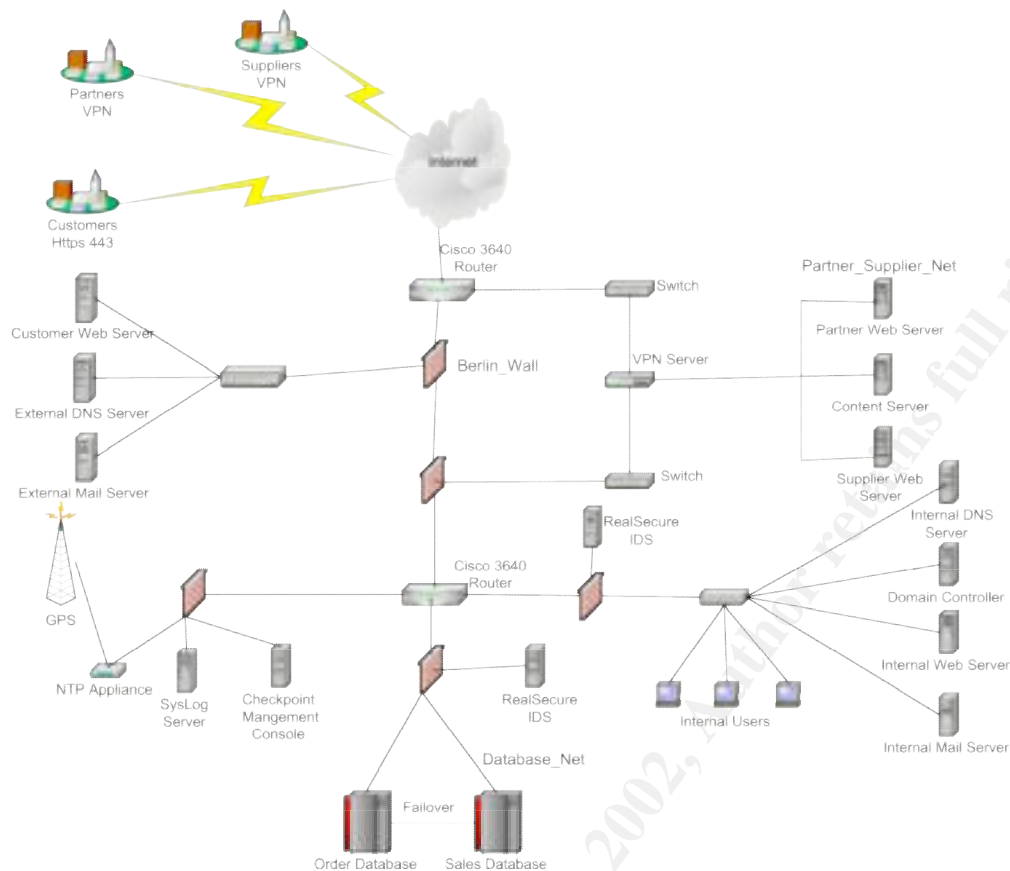 Suppliers
VPN
Partners
VPN
Internet
Customers
Https 443
Cisco 3640
Router
Switch
Partner_Supplier_Net
Customer Web Server
Berlin_Wall
VPN Server
Partner Web Server
External DNS Server
Content Server
External Mail Server
Switch
Supplier Web
Server
RealSecure
IDS
Internal DNS
Server
GPS
Cisco 3640
Router
Domain Controller
NTP Appliance
SysLog
Server
Checkpoint
Mangement
Console
RealSecure
IDS
Internal Users
Internal Web Server
Internal Mail Server
Database_Net
Failover
Order Database
Sales Database
2002, Author retains full ri